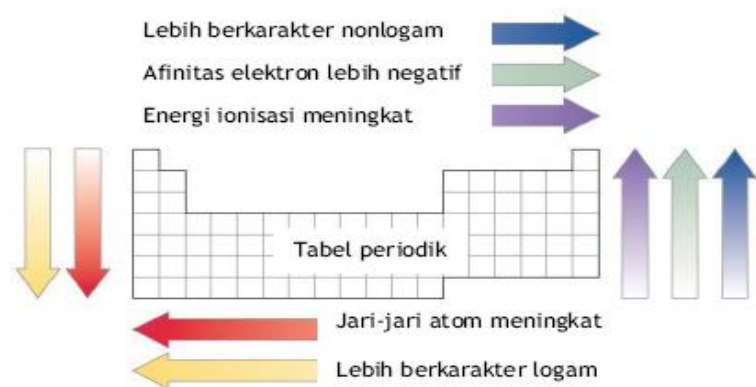 Lebih berkarakter nonlogam
Afinitas elektron lebih negatif
Energi ionisasi meningkat
Tabel periodik
Jari-jari atom meningkat
Lebih berkarakter logam